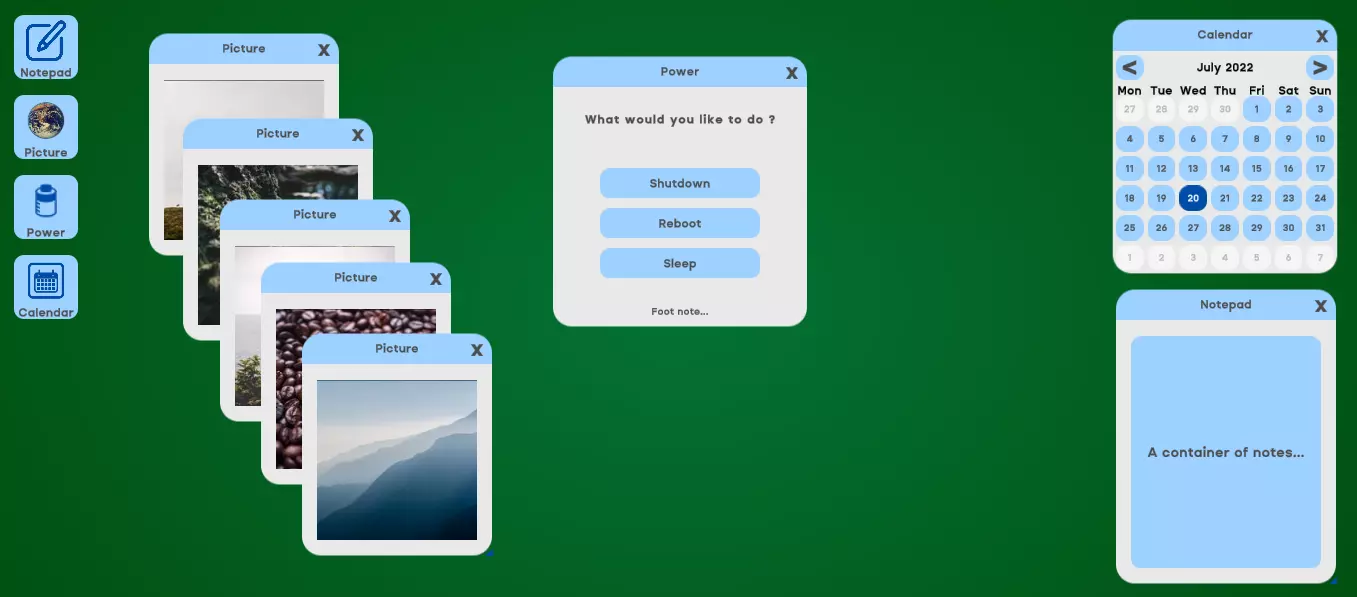 Notepad
Picture
Power
Calendar
Picture X
Picture X
Picture X
Picture X
Picture X
Power X
What would you like to do ?
Shutdown
Reboot
Sleep
Foot note...
Calendar X
< July 2022 >
Mon Tue Wed Thu Fri Sat Sun
27 28 29 30 1 2 3
4 5 6 7 8 9 10
11 12 13 14 15 16 17
18 19 20 21 22 23 24
25 26 27 28 29 30 31
1 2 3 4 5 6 7
Notepad X
A container of notes...